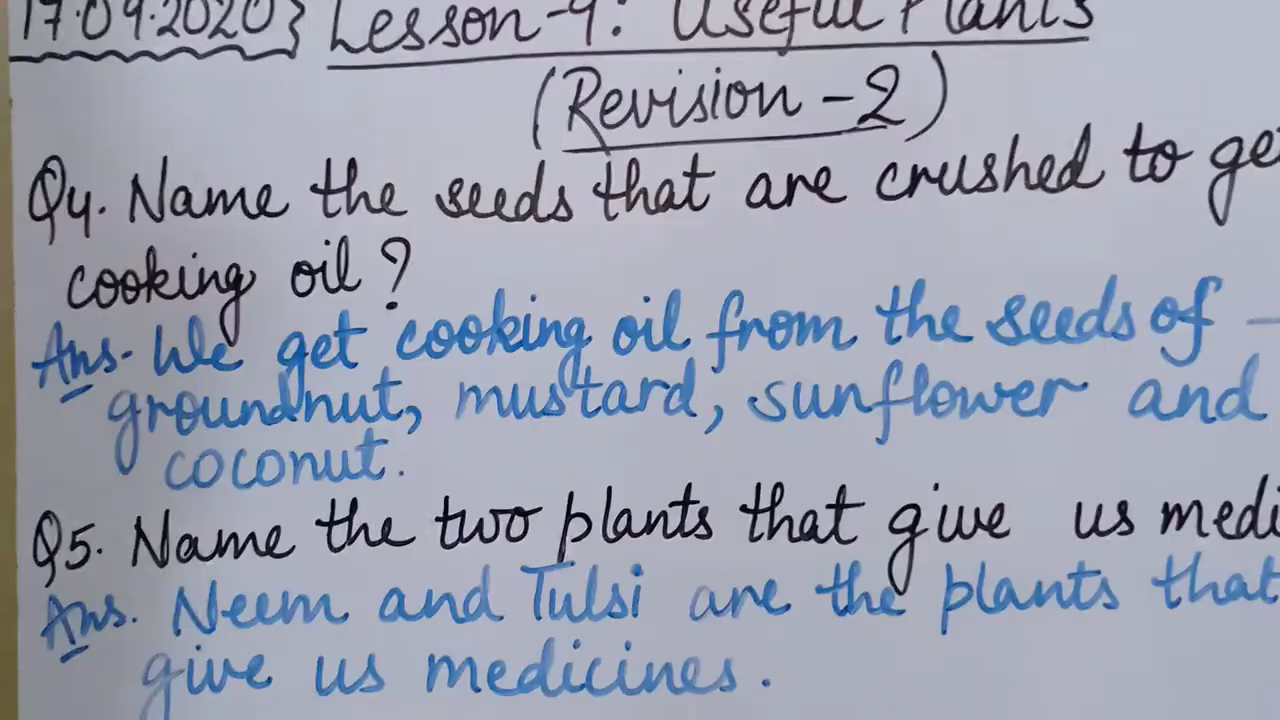 17.09.2020} Lesson-9: Useful Plants
(Revision-2)
Q4. Name the seeds that are crushed to ge
cooking oil?
Ans. We get cooking oil from the seeds of -
groundnut, mustard, sunflower and
coconut.
Q5. Name the two plants that give us medi
Ans. Neem and Tulsi are the plants that
give us medicines.